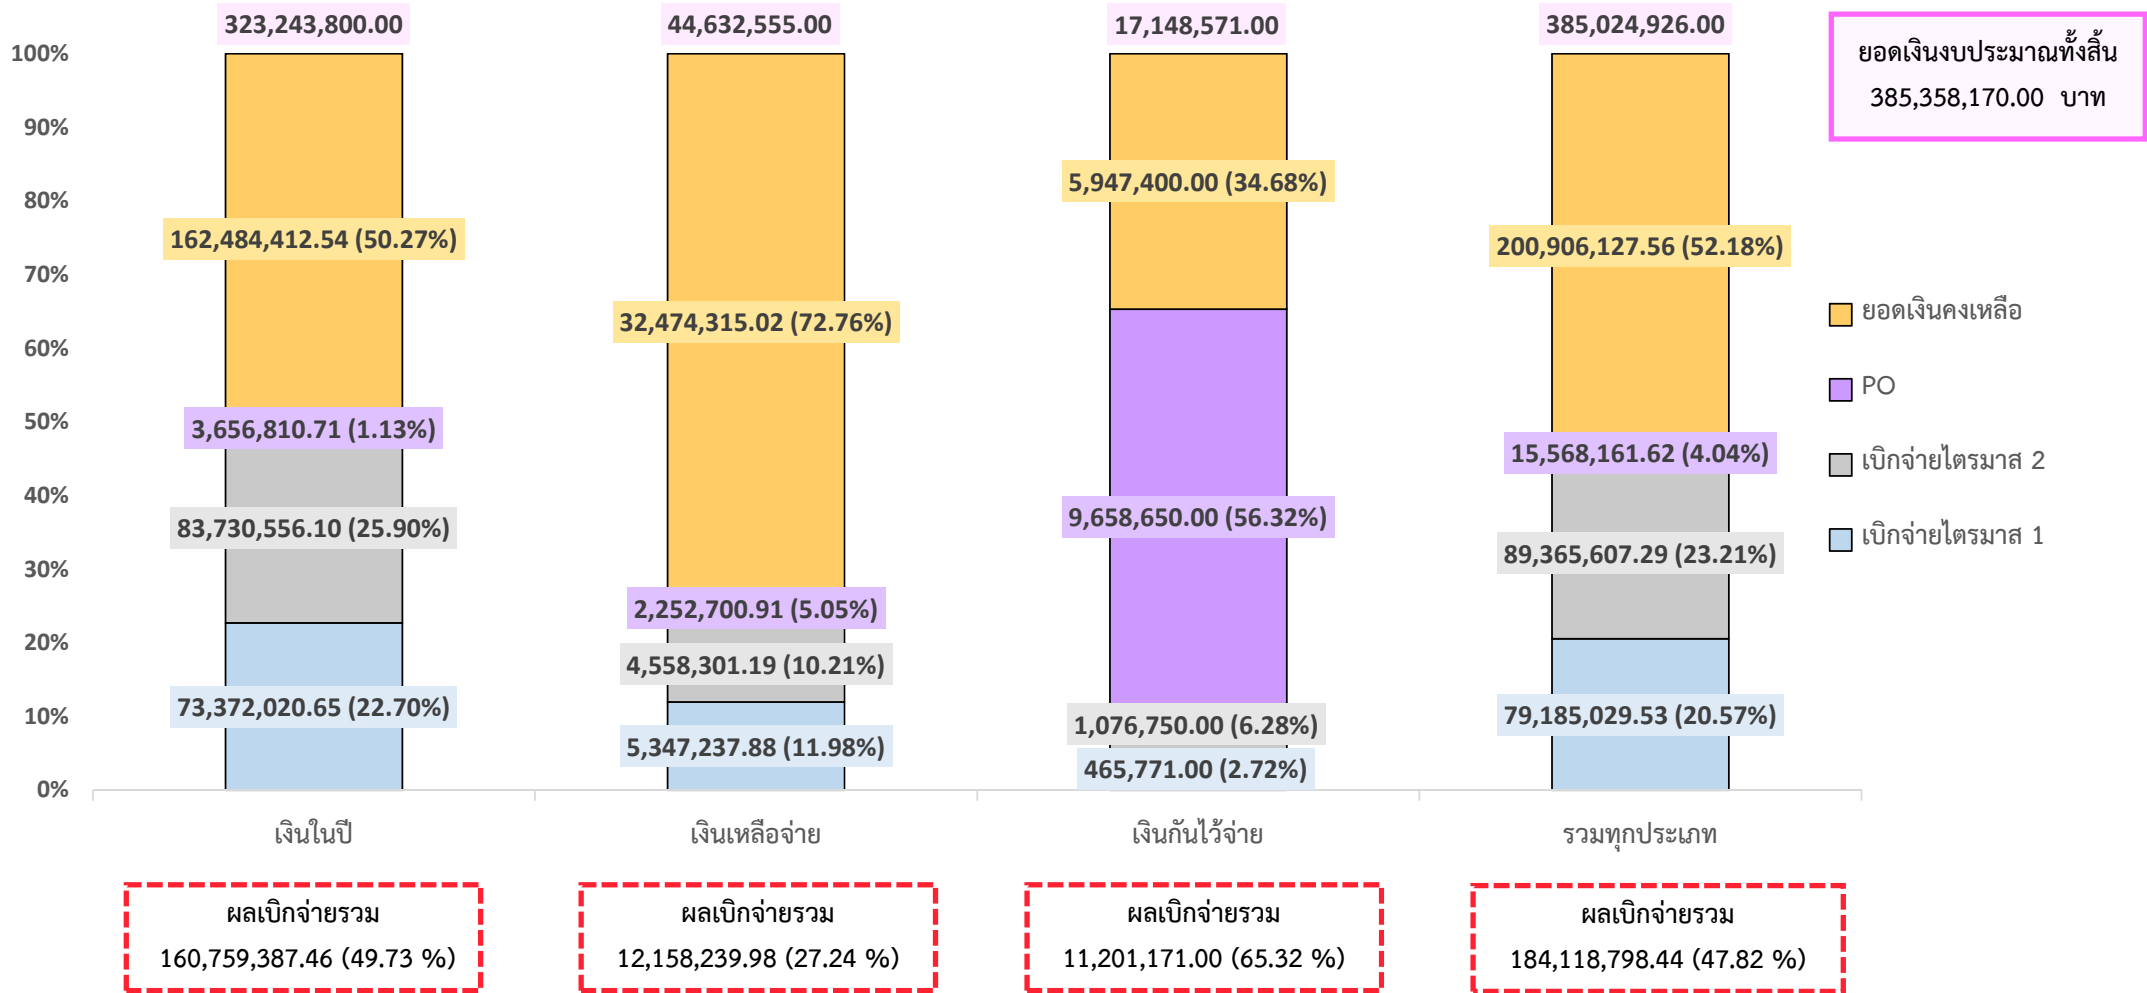 323,243,800.00
44,632,555.00
17,148,571.00
385,024,926.00
ยอดเงินงบประมาณทั้งสิ้น
385,358,170.00 บาท
100%
90%
80%
70%
60%
50%
40%
30%
20%
10%
0%
162,484,412.54 (50.27%)
3,656,810.71 (1.13%)
83,730,556.10 (25.90%)
73,372,020.65 (22.70%)
32,474,315.02 (72.76%)
2,252,700.91 (5.05%)
4,558,301.19 (10.21%)
5,347,237.88 (11.98%)
5,947,400.00 (34.68%)
9,658,650.00 (56.32%)
1,076,750.00 (6.28%)
465,771.00 (2.72%)
200,906,127.56 (52.18%)
15,568,161.62 (4.04%)
89,365,607.29 (23.21%)
79,185,029.53 (20.57%)
ยอดเงินคงเหลือ
PO
เบิกจ่ายไตรมาส 2
เบิกจ่ายไตรมาส 1
เงินในปี
เงินเหลือจ่าย
เงินกันไว้จ่าย
รวมทุกประเภท
ผลเบิกจ่ายรวม
160,759,387.46 (49.73 %)
ผลเบิกจ่ายรวม
12,158,239.98 (27.24 %)
ผลเบิกจ่ายรวม
11,201,171.00 (65.32 %)
ผลเบิกจ่ายรวม
184,118,798.44 (47.82 %)